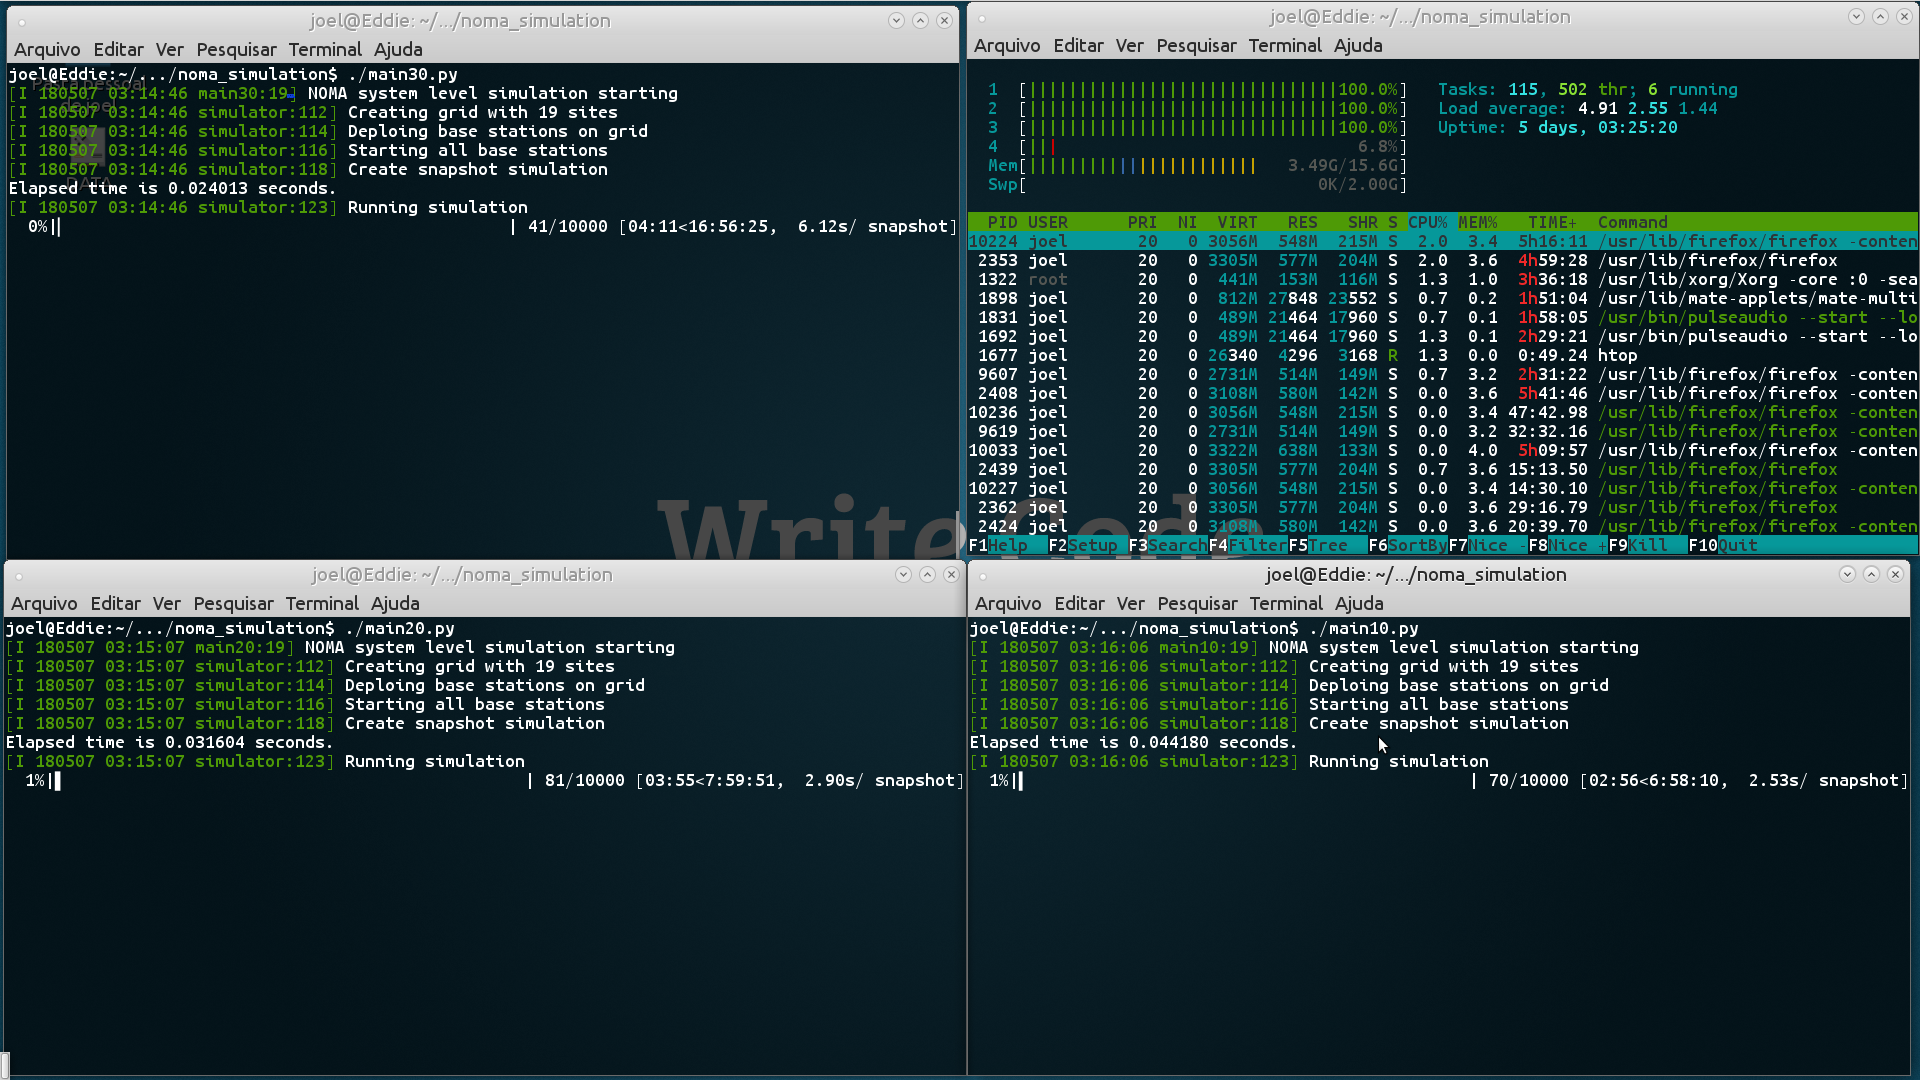 joel@Eddie: ~/.../noma_simulation
Arquivo Editar Ver Pesquisar Terminal Ajuda
joel@Eddie:~/.../noma_simulation$ ./main30.py
[I 180507 03:14:46 main30:19] NOMA system level simulation starting
[I 180507 03:14:46 simulator:112] Creating grid with 19 sites
[I 180507 03:14:46 simulator:114] Deploing base stations on grid
[I 180507 03:14:46 simulator:116] Starting all base stations
[I 180507 03:14:46 simulator:118] Create snapshot simulation
Elapsed time is 0.024013 seconds.
[I 180507 03:14:46 simulator:123] Running simulation
0%|| | 41/10000 [04:11<16:56:25, 6.12s/ snapshot]
Pasta pessoal
de joel
DATA
Write Code
joel@Eddie: ~/.../noma_simulation
Arquivo Editar Ver Pesquisar Terminal Ajuda
1 [||||||||||||||||||||||||||||||||100.0%] Tasks: 115, 502 thr; 6 running
2 [||||||||||||||||||||||||||||||||100.0%] Load average: 4.91 2.55 1.44
3 [||||||||||||||||||||||||||||||||100.0%] Uptime: 5 days, 03:25:20
4 [||| 6.8%]
Mem[||||||||||||||||||||||| 3.49G/15.6G]
Swp[ 0K/2.00G]
PID USER PRI NI VIRT RES SHR S CPU% MEM% TIME+ Command
10224 joel 20 0 3056M 548M 215M S 2.0 3.4 5h16:11 /usr/lib/firefox/firefox -conten
2353 joel 20 0 3305M 577M 204M S 2.0 3.6 4h59:28 /usr/lib/firefox/firefox
1322 root 20 0 441M 153M 116M S 1.3 1.0 3h36:18 /usr/lib/xorg/Xorg -core :0 -sea
1898 joel 20 0 812M 27848 23552 S 0.7 0.2 1h51:04 /usr/lib/mate-applets/mate-multi
1831 joel 20 0 489M 21464 17960 S 0.7 0.1 1h58:05 /usr/bin/pulseaudio --start --lo
1692 joel 20 0 489M 21464 17960 S 1.3 0.1 2h29:21 /usr/bin/pulseaudio --start --lo
1677 joel 20 0 26340 4296 3168 R 1.3 0.0 0:49.24 htop
9607 joel 20 0 2731M 514M 149M S 0.7 3.2 2h31:22 /usr/lib/firefox/firefox -conten
2408 joel 20 0 3108M 580M 142M S 0.0 3.6 5h41:46 /usr/lib/firefox/firefox -conten
10236 joel 20 0 3056M 548M 215M S 0.0 3.4 47:42.98 /usr/lib/firefox/firefox -conten
9619 joel 20 0 2731M 514M 149M S 0.0 3.2 32:32.16 /usr/lib/firefox/firefox -conten
10033 joel 20 0 3322M 638M 133M S 0.0 4.0 5h09:57 /usr/lib/firefox/firefox -conten
2439 joel 20 0 3305M 577M 204M S 0.7 3.6 15:13.50 /usr/lib/firefox/firefox
10227 joel 20 0 3056M 548M 215M S 0.0 3.4 14:30.10 /usr/lib/firefox/firefox -conten
2362 joel 20 0 3305M 577M 204M S 0.0 3.6 29:16.79 /usr/lib/firefox/firefox
2424 joel 20 0 3108M 580M 142M S 0.0 3.6 20:39.70 /usr/lib/firefox/firefox -conten
F1Help F2Setup F3SearchF4FilterF5Tree F6SortByF7Nice -F8Nice +F9Kill F10Quit
joel@Eddie: ~/.../noma_simulation
Arquivo Editar Ver Pesquisar Terminal Ajuda
joel@Eddie:~/.../noma_simulation$ ./main20.py
[I 180507 03:15:07 main20:19] NOMA system level simulation starting
[I 180507 03:15:07 simulator:112] Creating grid with 19 sites
[I 180507 03:15:07 simulator:114] Deploing base stations on grid
[I 180507 03:15:07 simulator:116] Starting all base stations
[I 180507 03:15:07 simulator:118] Create snapshot simulation
Elapsed time is 0.031604 seconds.
[I 180507 03:15:07 simulator:123] Running simulation
1%| | 81/10000 [03:55<7:59:51, 2.90s/ snapshot]
joel@Eddie: ~/.../noma_simulation
Arquivo Editar Ver Pesquisar Terminal Ajuda
joel@Eddie:~/.../noma_simulation$ ./main10.py
[I 180507 03:16:06 main10:19] NOMA system level simulation starting
[I 180507 03:16:06 simulator:112] Creating grid with 19 sites
[I 180507 03:16:06 simulator:114] Deploing base stations on grid
[I 180507 03:16:06 simulator:116] Starting all base stations
[I 180507 03:16:06 simulator:118] Create snapshot simulation
Elapsed time is 0.044180 seconds.
[I 180507 03:16:06 simulator:123] Running simulation
1%| | 70/10000 [02:56<6:58:10, 2.53s/ snapshot]